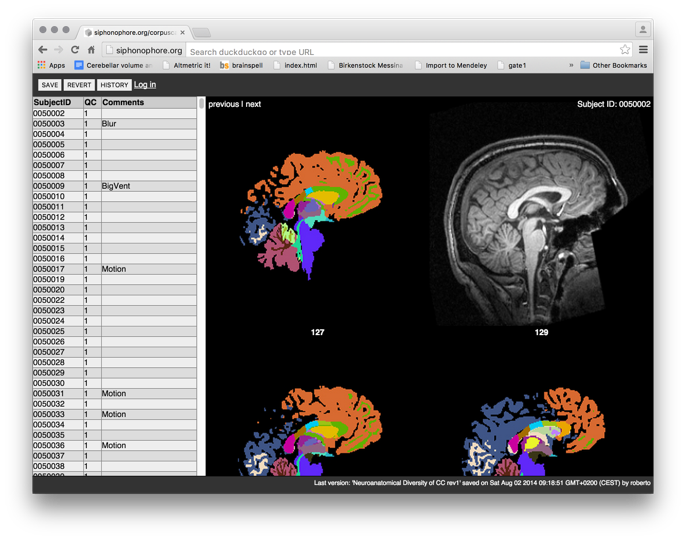 siphonophore.org/corpusc
siphonophore.org Search duckduckgo or type URL
Apps Cerebellar volume an Altmetric it! brainspell index.html Birkenstock Messina Import to Mendeley gate1 » Other Bookmarks
SAVE REVERT HISTORY Log in
SubjectID QC Comments
previous | next
Subject ID: 0050002
0050002 1
0050003 1 Blur
0050004 1
0050005 1
0050006 1
0050007 1
0050008 1
0050009 1 BigVent
0050010 1
0050011 1
0050012 1
0050013 1
0050014 1
0050015 1
0050016 1
0050017 1 Motion
0050019 1
0050020 1
0050022 1
0050023 1
0050024 1
0050025 1
0050026 1
0050027 1
0050028 1
0050029 1
0050030 1
0050031 1 Motion
0050032 1
0050033 1 Motion
0050034 1
0050035 1
0050036 1 Motion
0050037 1
0050038 1
127
129
Last version: 'Neuroanatomical Diversity of CC rev1' saved on Sat Aug 02 2014 09:18:51 GMT+0200 (CEST) by roberto